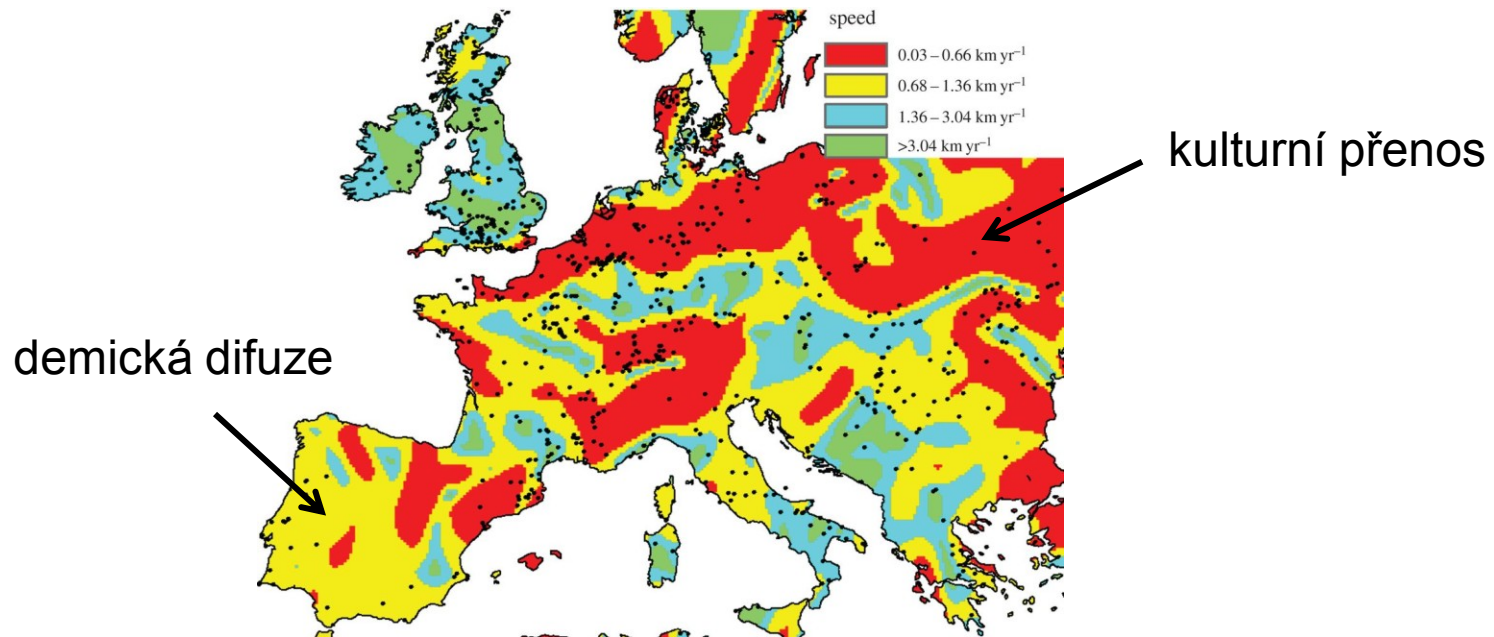 speed
0.03 – 0.66 km yr⁻¹
0.68 – 1.36 km yr⁻¹
1.36 – 3.04 km yr⁻¹
>3.04 km yr⁻¹
kulturní přenos
demická difuze